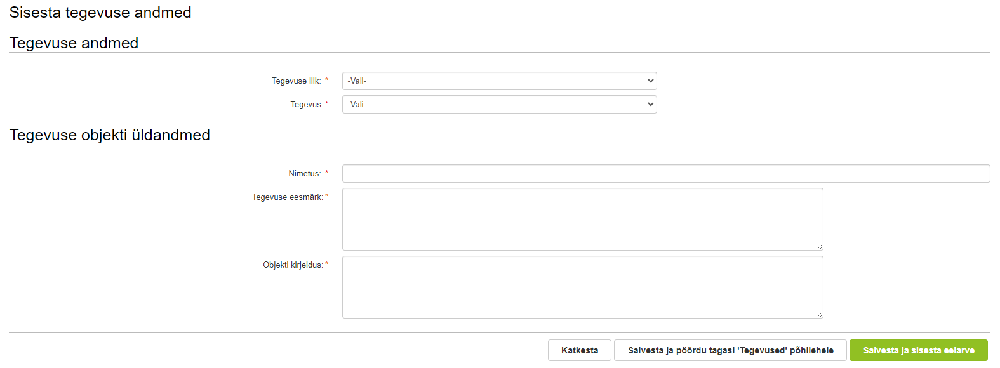 Sisesta tegevuse andmed
Tegevuse andmed
Tegevuse liik: *
-Vali-
Tegevus: *
-Vali-
Tegevuse objekti üldandmed
Nimetus: *
Tegevuse eesmärk: *
Objekti kirjeldus: *
Katkesta
Salvesta ja pöördu tagasi 'Tegevused' põhilehele
Salvesta ja sisesta eelarve